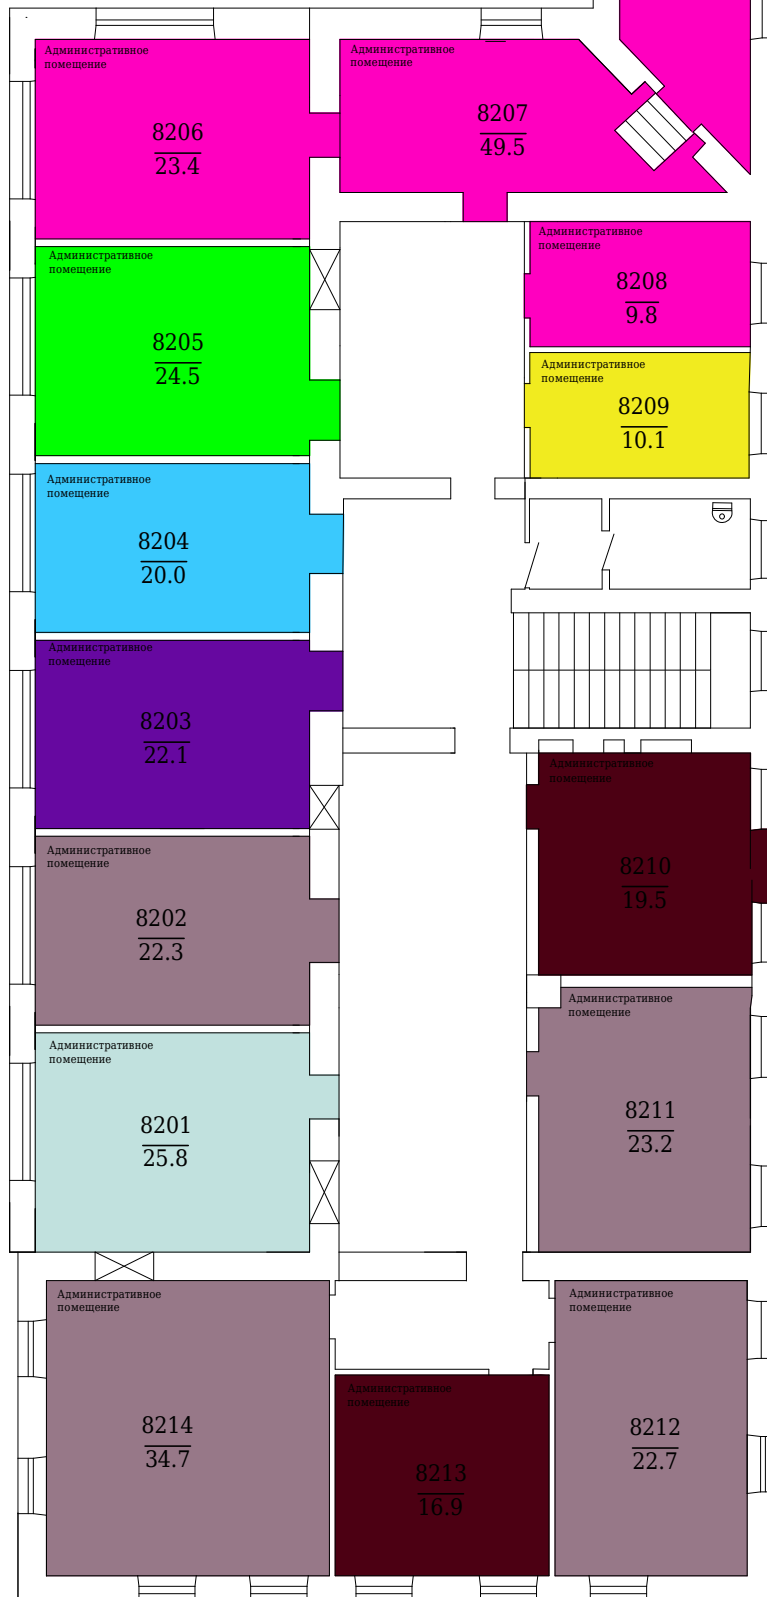 Административное
помещение
8206
23.4
Административное
помещение
8207
49.5
Административное
помещение
8205
24.5
Административное
помещение
8208
9.8
Административное
помещение
8209
10.1
Административное
помещение
8204
20.0
Административное
помещение
8203
22.1
Административное
помещение
8210
19.5
Административное
помещение
8202
22.3
Административное
помещение
8211
23.2
Административное
помещение
8201
25.8
Административное
помещение
8214
34.7
Административное
помещение
8213
16.9
Административное
помещение
8212
22.7